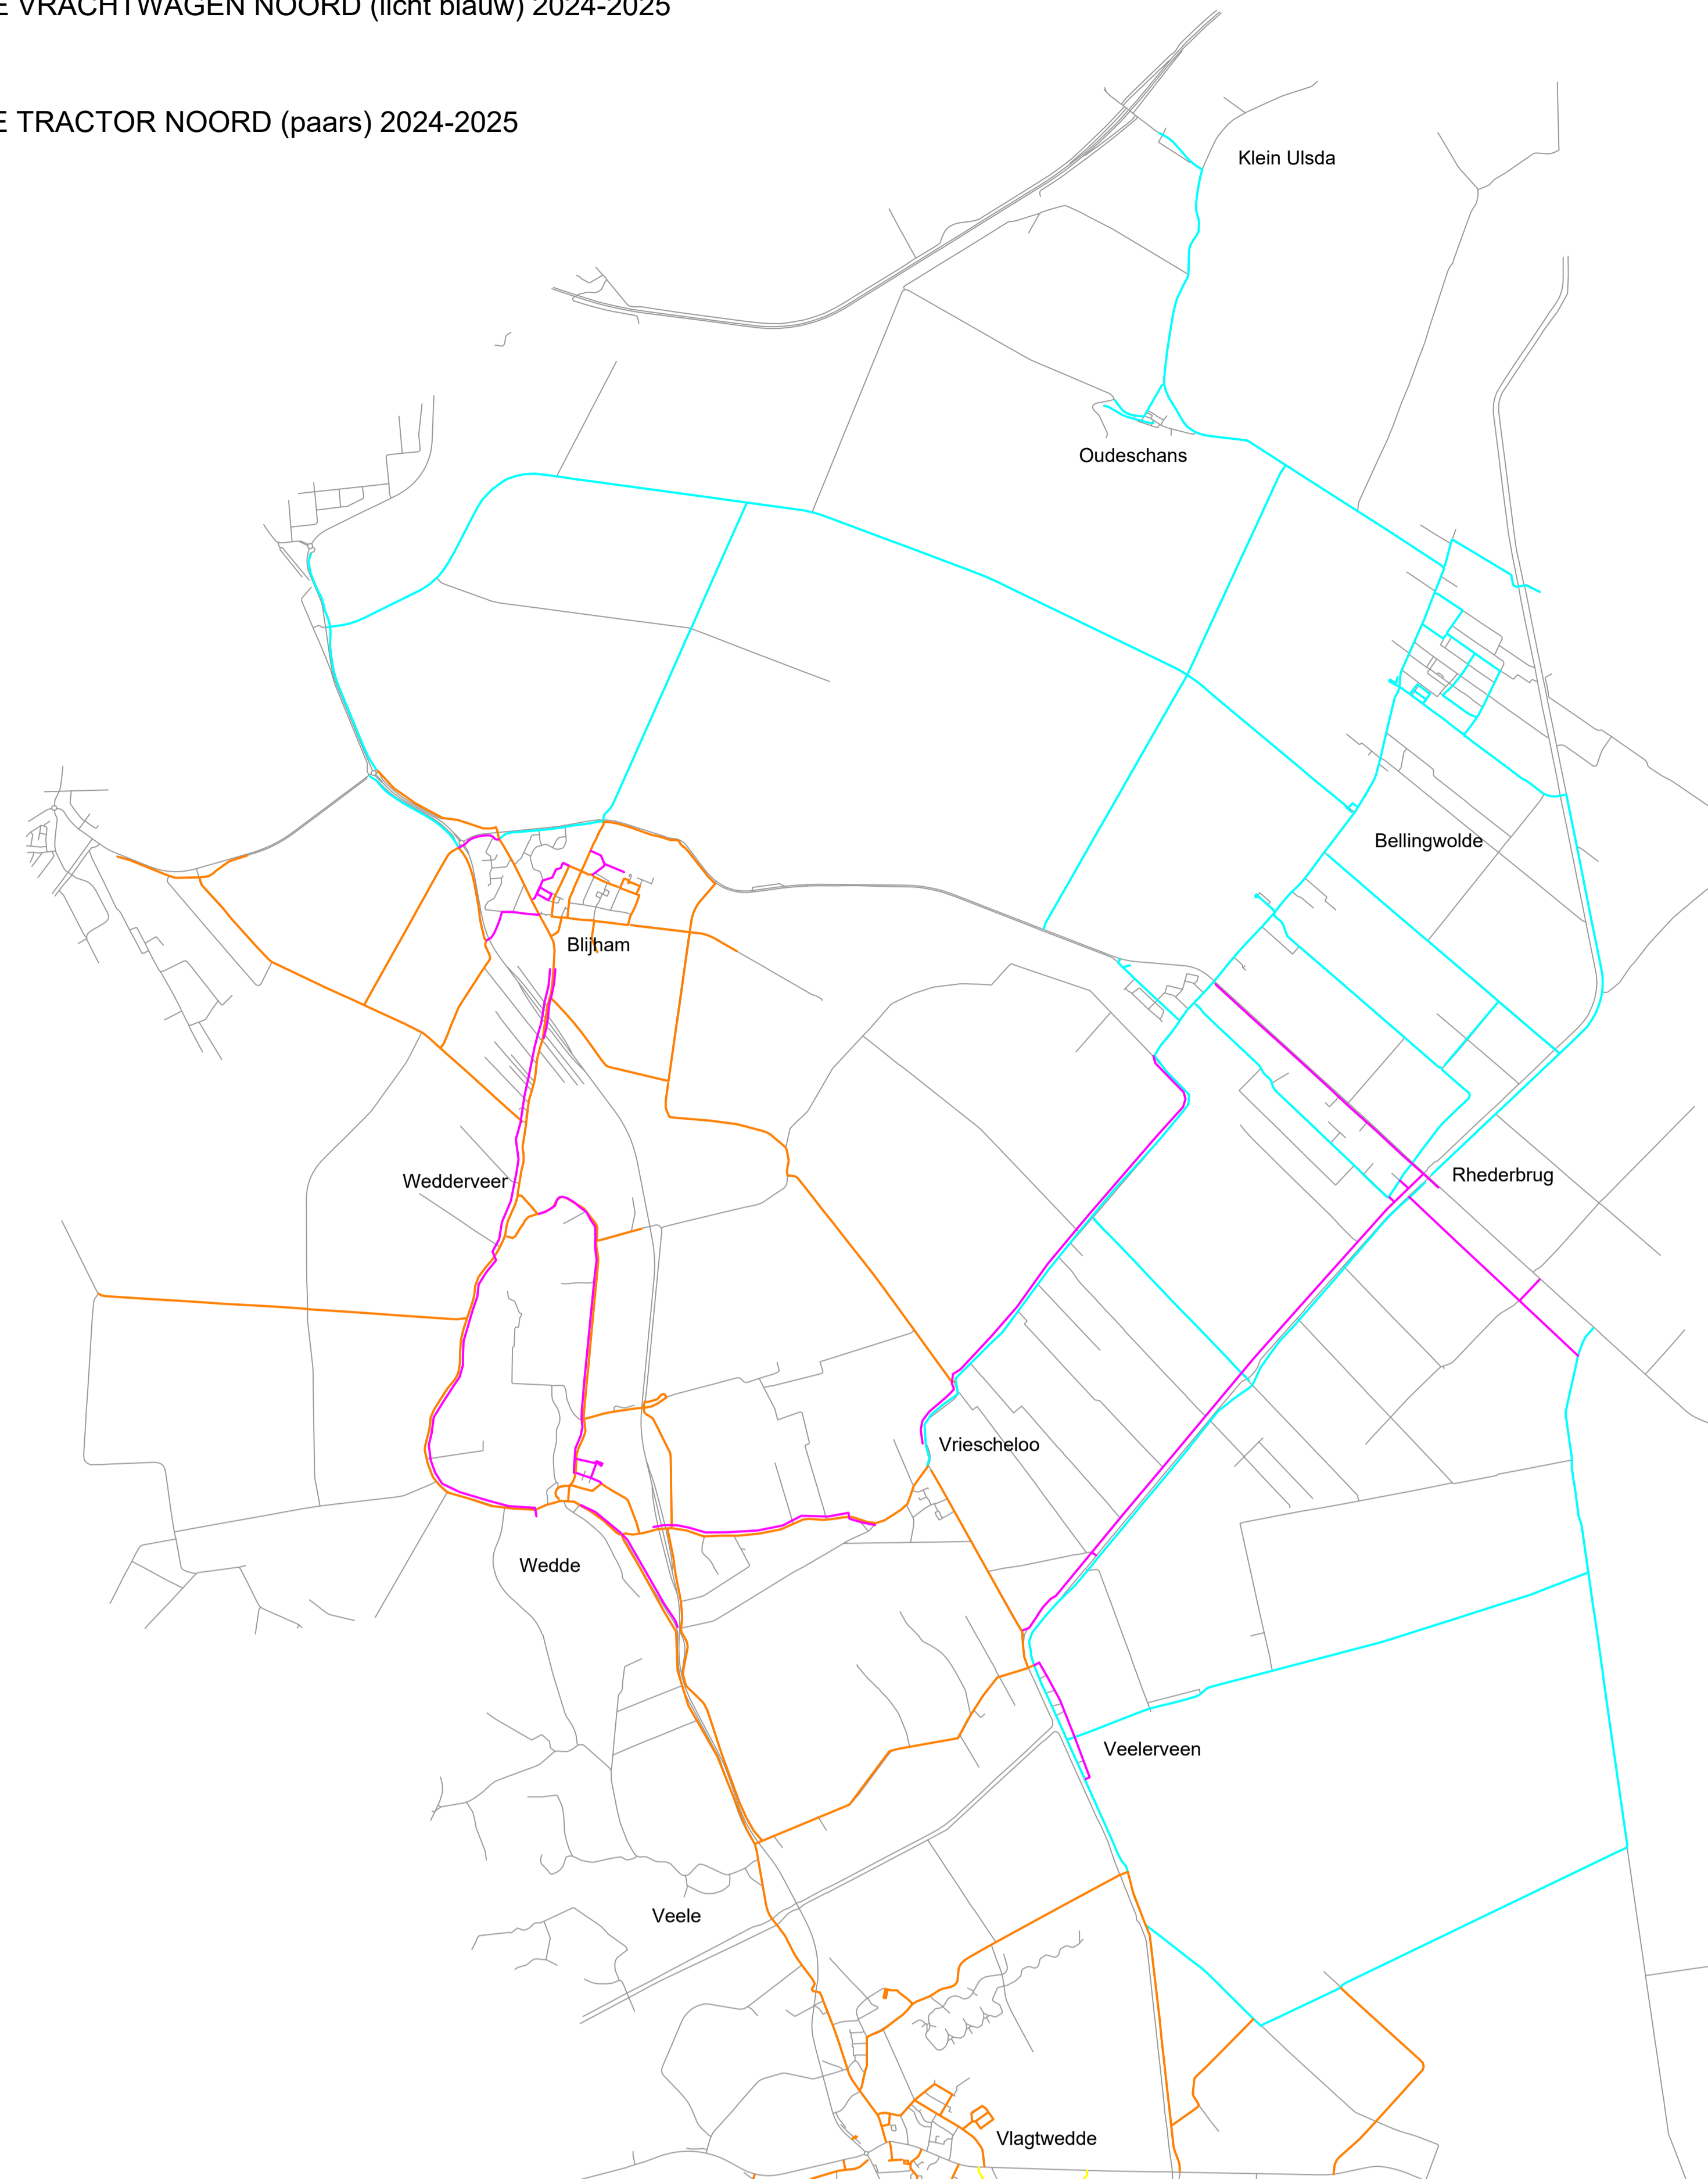 E VRACHTWAGEN NOORD (licht blauw) 2024-2025
E TRACTOR NOORD (paars) 2024-2025
Klein Ulsda
Oudeschans
Bellingwolde
Blijham
Rhederbrug
Wedderveer
Vriescheloo
Wedde
Veelerveen
Veele
Vlagtwedde